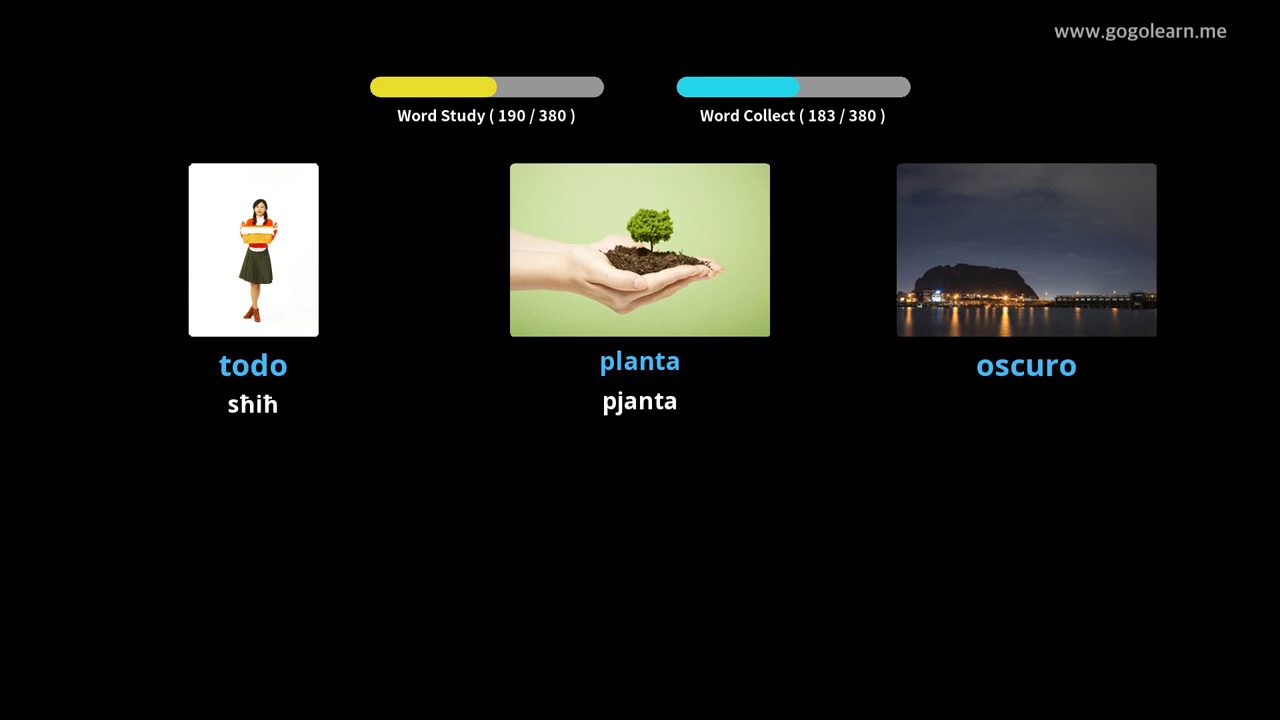 www.gogolearn.me
Word Study ( 190 / 380 )
Word Collect ( 183 / 380 )
todo
sħiħ
planta
pjanta
oscuro